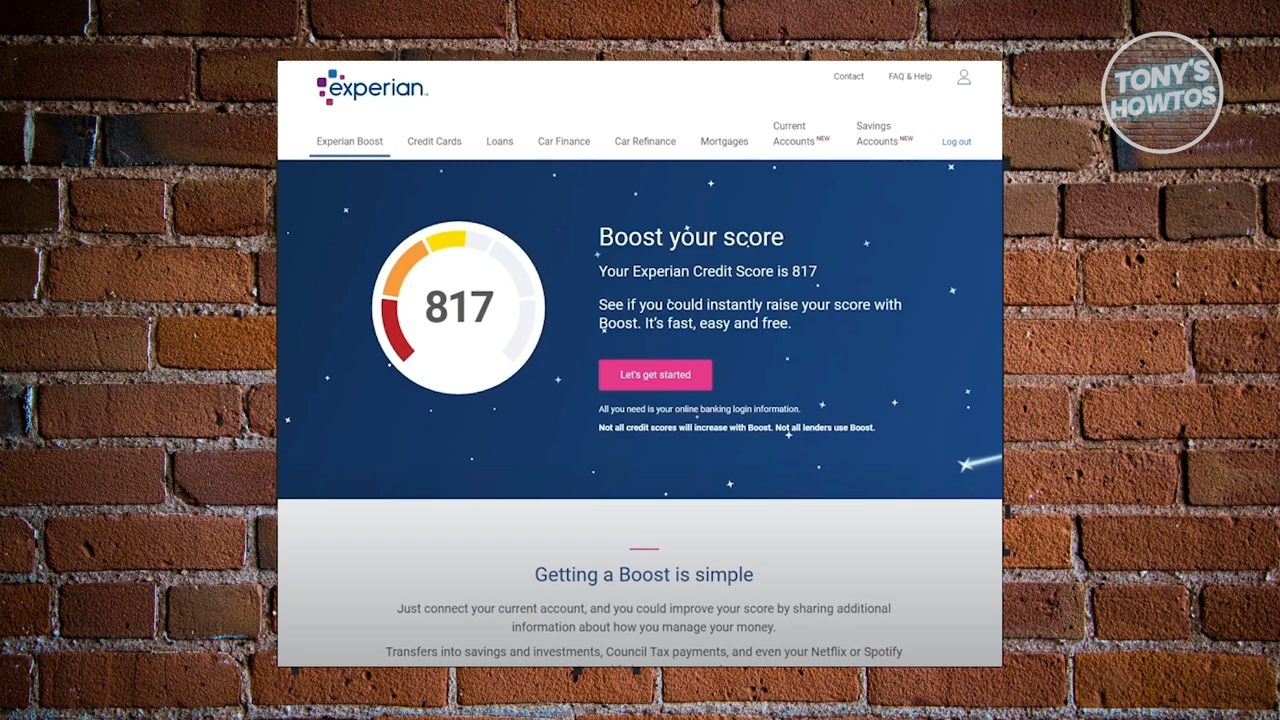 TONY'S
HOWTOS
experian™
Contact
FAQ & Help
Experian Boost
Credit Cards
Loans
Car Finance
Car Refinance
Mortgages
Current
Accounts NEW
Savings
Accounts NEW
Log out
817
Boost your score
Your Experian Credit Score is 817
See if you could instantly raise your score with
Boost. It's fast, easy and free.
Let's get started
All you need is your online banking login information.
Not all credit scores will increase with Boost. Not all lenders use Boost.
Getting a Boost is simple
Just connect your current account, and you could improve your score by sharing additional
information about how you manage your money.
Transfers into savings and investments, Council Tax payments, and even your Netflix or Spotify